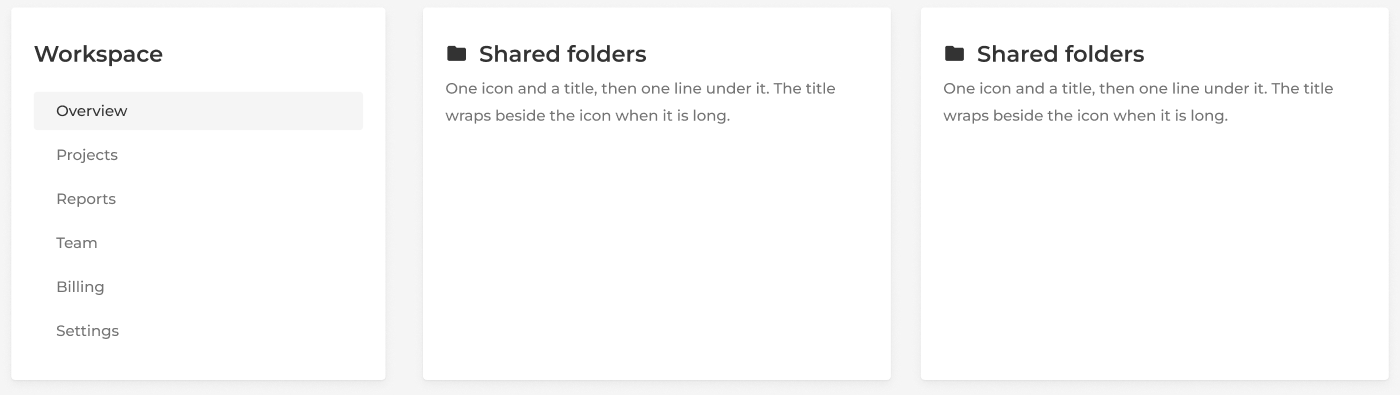 Workspace
Overview
Projects
Reports
Team
Billing
Settings
Shared folders
One icon and a title, then one line under it. The title
wraps beside the icon when it is long.
Shared folders
One icon and a title, then one line under it. The title
wraps beside the icon when it is long.